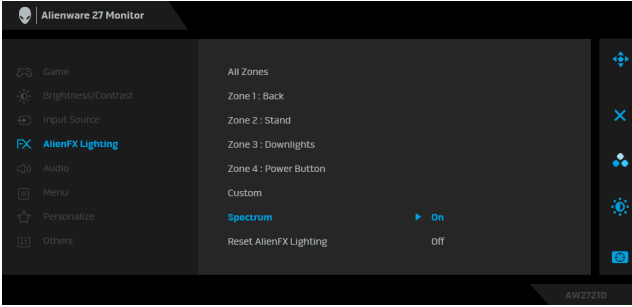 Alienware 27 Monitor
Game
Brightness/Contrast
Input Source
FX AlienFX Lighting
Audio
Menu
Personalize
Others
All Zones
Zone 1 : Back
Zone 2 : Stand
Zone 3 : Downlights
Zone 4 : Power Button
Custom
Spectrum On
Reset AlienFX Lighting Off
AW2721D